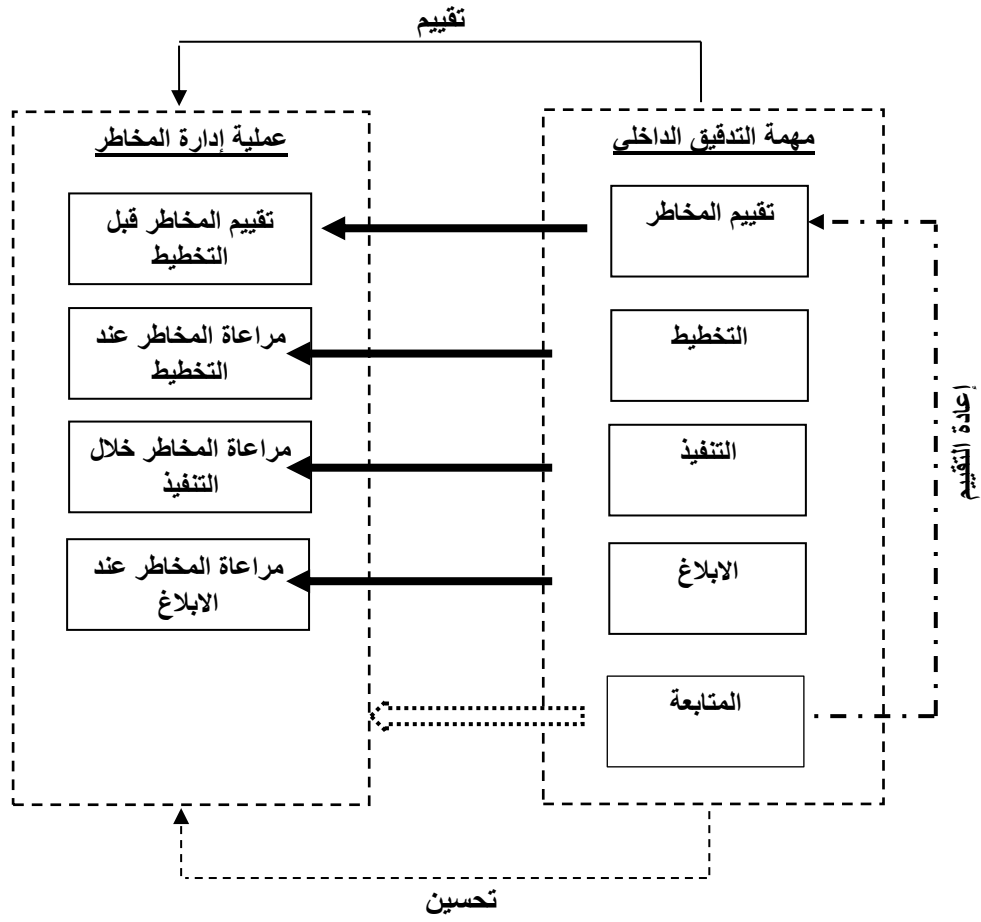 تقييم
مهمة التدقيق الداخلي
تقييم المخاطر
التخطيط
التنفيذ
الابلاغ
المتابعة
إعادة التقييم
عملية إدارة المخاطر
تقييم المخاطر قبل
التخطيط
مراعاة المخاطر عند
التخطيط
مراعاة المخاطر خلال
التنفيذ
مراعاة المخاطر عند
الابلاغ
تحسين